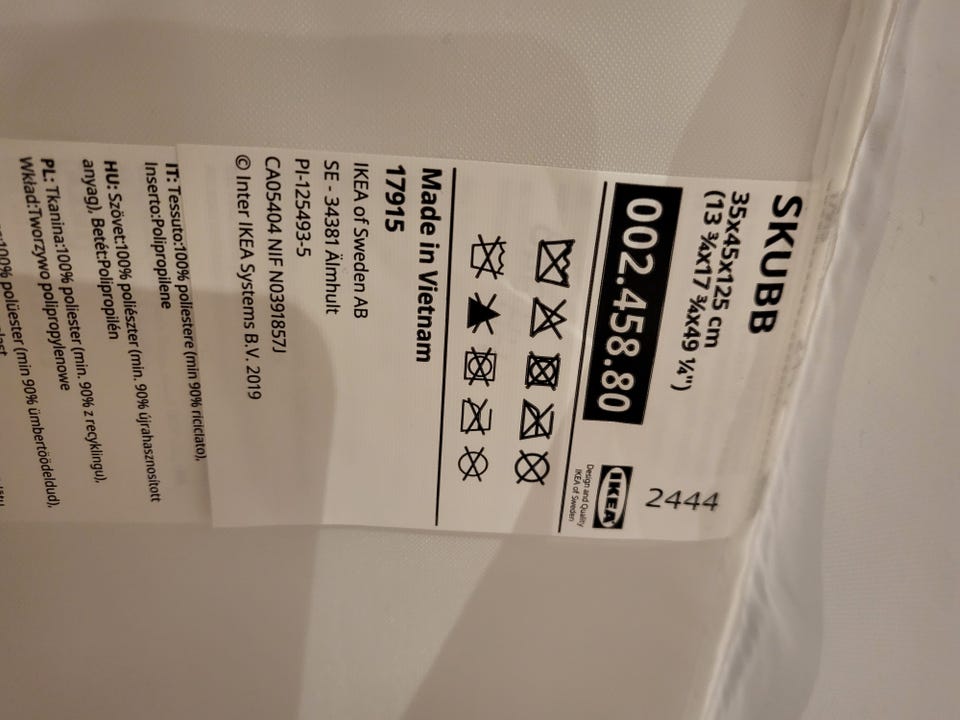 SKUBB
35x45x125 cm
(13 ¾x17 ¾x49 ¼")
2444
002.458.80
IKEA
Design and Quality
IKEA of Sweden
Made in Vietnam
17915
IKEA of Sweden AB
SE - 34381 Älmhult
PI-125493-5
CA05404 NIF N0391857J
© Inter IKEA Systems B.V. 2019
IT: Tessuto:100% poliestere (min 90% riciclato),
Inserto:Polipropilene
HU: Szövet:100% poliészter (min. 90% újrahasznosított
anyag), Betét:Polipropilén
PL: Tkanina:100% poliester (min. 90% z recyklingu),
Wkład:Tworzywo polipropylenowe
100% polüester (min 90% ümbertöödeldud),